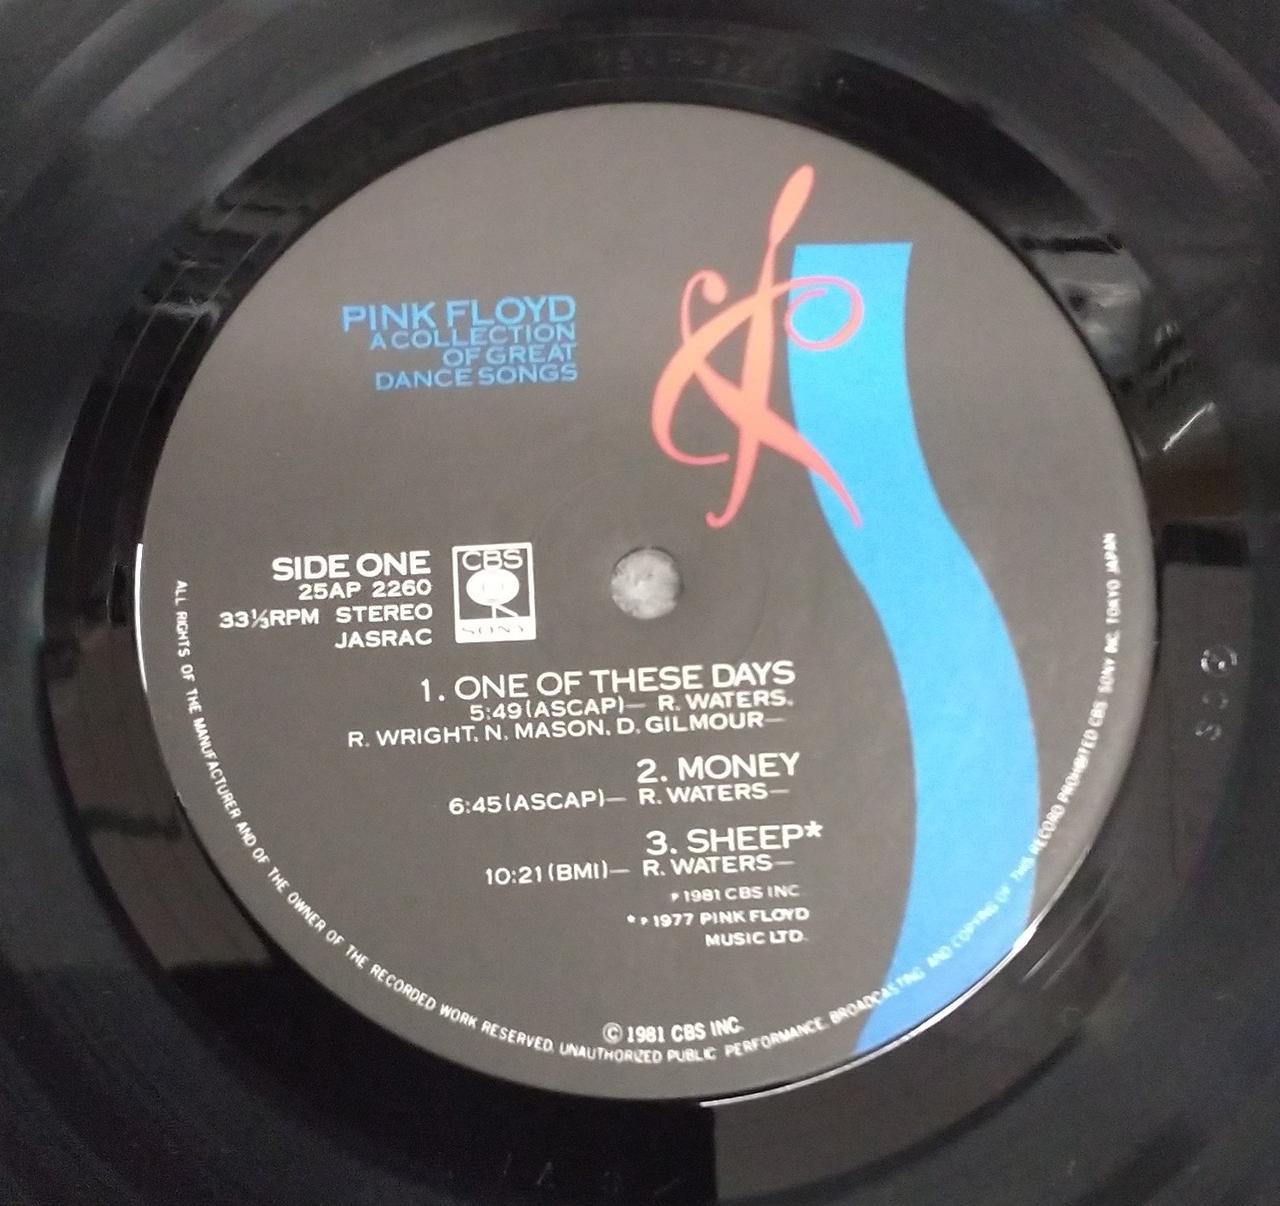 PINK FLOYD
A COLLECTION
OF GREAT
DANCE SONGS
SIDE ONE
25AP 2260
33⅓RPM STEREO
JASRAC
CBS
SONY
1. ONE OF THESE DAYS
5:49(ASCAP)— R. WATERS,
R. WRIGHT, N. MASON, D. GILMOUR—
2. MONEY
6:45(ASCAP)— R. WATERS—
3. SHEEP*
10:21(BMI)— R. WATERS—
℗ 1981 CBS INC.
* ℗ 1977 PINK FLOYD
MUSIC LTD.
© 1981 CBS INC.
ALL RIGHTS OF THE MANUFACTURER AND OF THE OWNER OF THE RECORDED WORK RESERVED. UNAUTHORIZED PUBLIC PERFORMANCE, BROADCASTING AND COPYING OF THIS RECORD PROHIBITED CBS SONY INC. TOKYO JAPAN